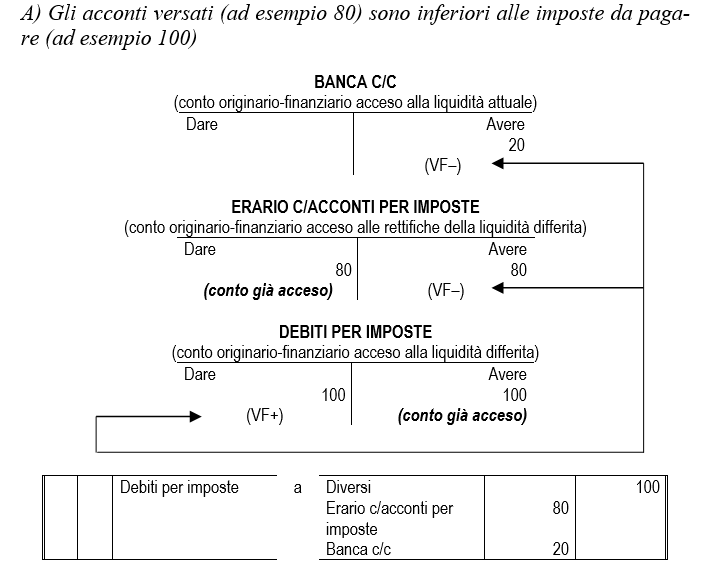 A) Gli acconti versati (ad esempio 80) sono inferiori alle imposte da paga-
re (ad esempio 100)
BANCA C/C
(conto originario-finanziario acceso alla liquidità attuale)
Dare Avere
20
(VF–)
ERARIO C/ACCONTI PER IMPOSTE
(conto originario-finanziario acceso alle rettifiche della liquidità differita)
Dare Avere
80 80
(conto già acceso) (VF–)
DEBITI PER IMPOSTE
(conto originario-finanziario acceso alla liquidità differita)
Dare Avere
100 100
(VF+) (conto già acceso)
Debiti per imposte a Diversi 100
Erario c/acconti per 80
imposte
Banca c/c 20